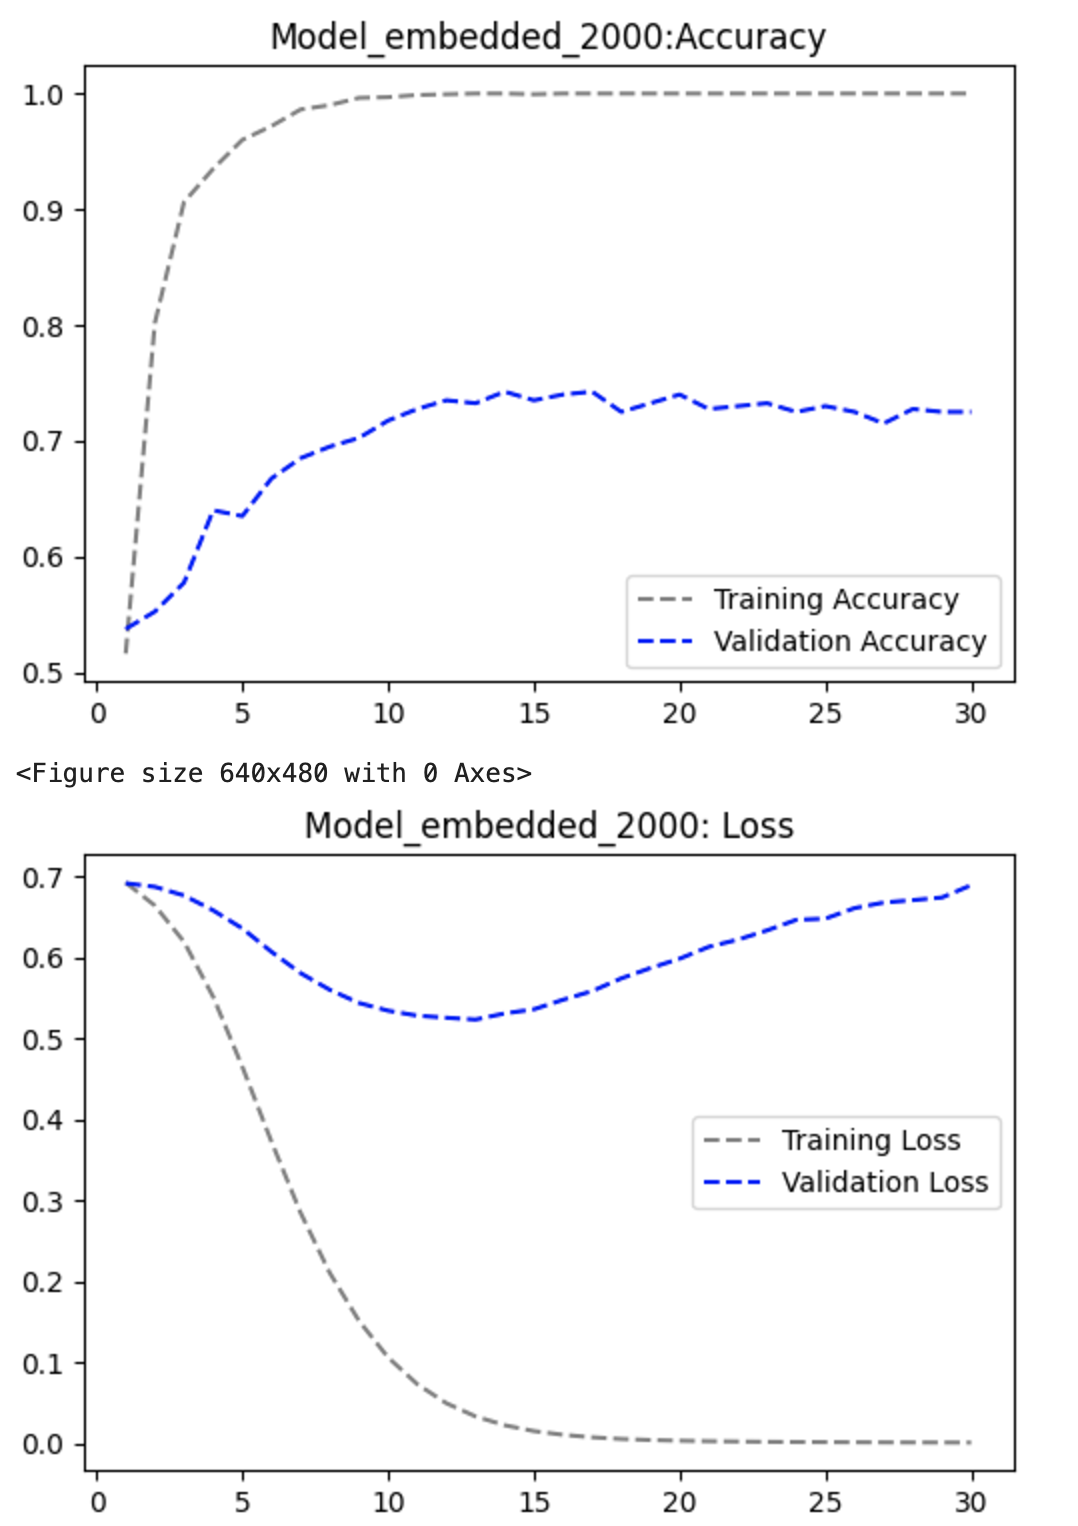 Model_embedded_2000:Accuracy
1.0
0.9
0.8
0.7
0.6
0.5
Training Accuracy
Validation Accuracy
0 5 10 15 20 25 30
<Figure size 640x480 with 0 Axes>
Model_embedded_2000: Loss
0.7
0.6
0.5
0.4
0.3
0.2
0.1
0.0
Training Loss
Validation Loss
0 5 10 15 20 25 30